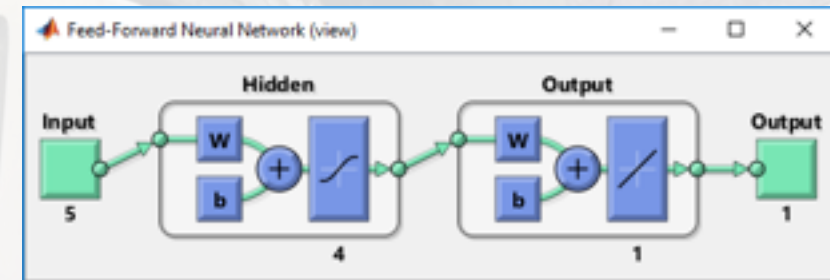 Feed-Forward Neural Network (view)
Hidden
Output
Input
Output
W
W
+
+
b
b
5
1
4
1